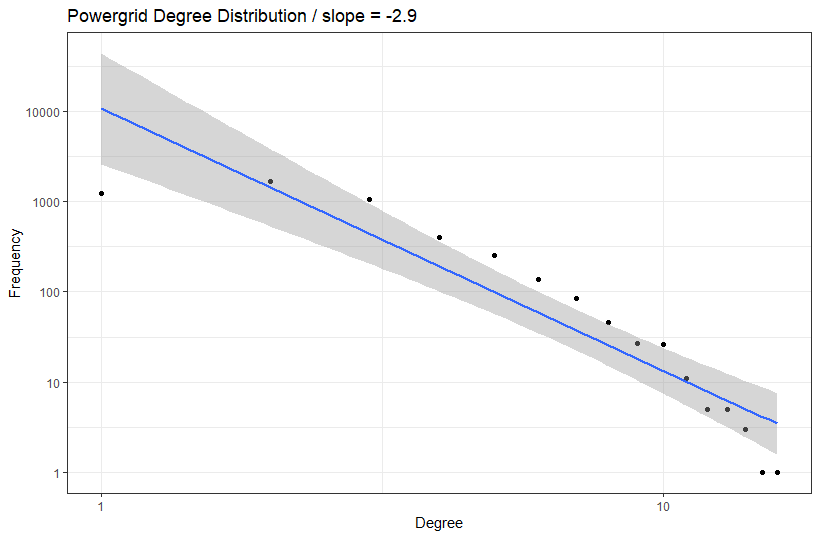 Powergrid Degree Distribution / slope = -2.9
Frequency
10000
1000
100
10
1
1
10
Degree